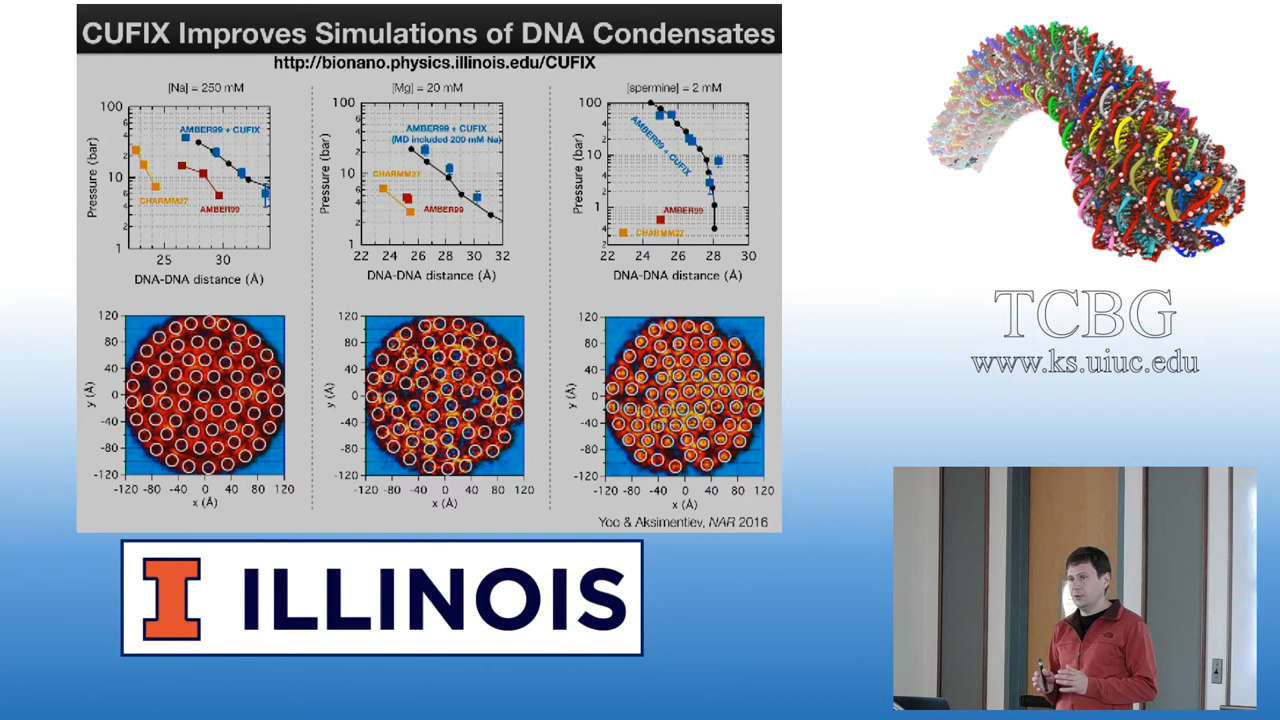 CUFIX Improves Simulations of DNA Condensates
http://bionano.physics.illinois.edu/CUFIX
[Na] = 250 mM
100
10
1
Pressure (bar)
AMBER99 + CUFIX
CHARMM27
AMBER99
25
30
DNA-DNA distance (Å)
[Mg] = 20 mM
100
10
1
Pressure (bar)
AMBER99 + CUFIX
(MD included 200 mM Na)
CHARMM27
AMBER99
22
24
26
28
30
32
DNA-DNA distance (Å)
[spermine] = 2 mM
100
10
1
2
Pressure (bar)
AMBER99 + CUFIX
AMBER99
CHARMM27
22
24
26
28
30
DNA-DNA distance (Å)
120
80
40
0
-40
-80
-120
y (Å)
-120 -80 -40 0 40 80 120
x (Å)
120
80
40
0
-40
-80
-120
y (Å)
-120 -80 -40 0 40 80 120
x (Å)
120
80
40
0
-40
-80
-120
y (Å)
-120 -80 -40 0 40 80 120
x (Å)
Yoo & Aksimentiev, NAR 2016
TCBG
www.ks.uiuc.edu
I ILLINOIS